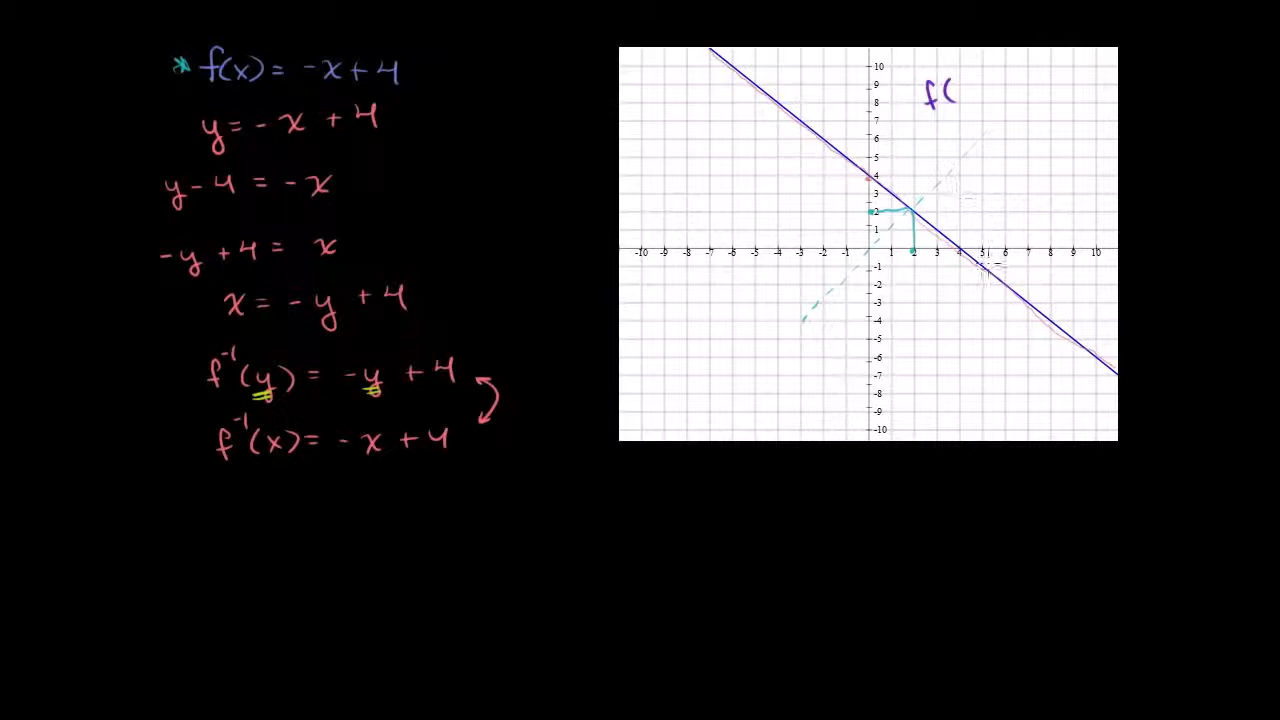 * f(x) = -x + 4
y = -x + 4
y - 4 = -x
-y + 4 = x
x = -y + 4
f⁻¹(y) = -y + 4
f⁻¹(x) = -x + 4
f(
10
9
8
7
6
5
4
3
2
1
-10 -9 -8 -7 -6 -5 -4 -3 -2 -1 1 2 3 4 5 6 7 8 9 10
-1
-2
-3
-4
-5
-6
-7
-8
-9
-10